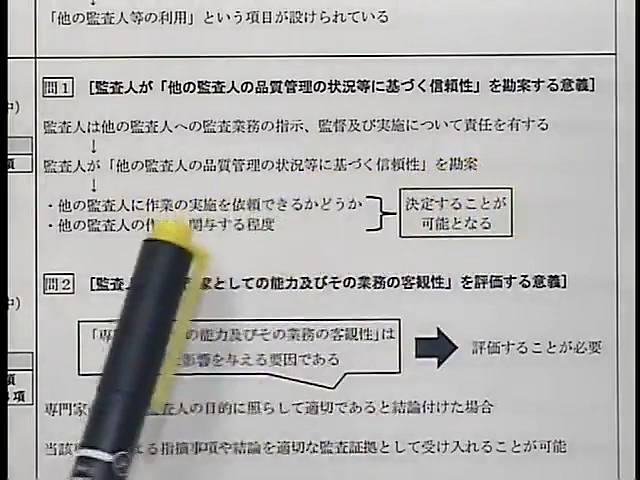 「他の監査人等の利用」という項目が設けられている
問1 [監査人が「他の監査人の品質管理の状況等に基づく信頼性」を勘案する意義]
監査人は他の監査人への監査業務の指示、監督及び実施について責任を有する
↓
監査人が「他の監査人の品質管理の状況等に基づく信頼性」を勘案
↓
・他の監査人に作業の実施を依頼できるかどうか
・他の監査人の作 関与する程度
決定することが
可能となる
問2 [監査 家としての能力及びその業務の客観性」を評価する意義]
「専 の能力及びその業務の客観性」は
影響を与える要因である
評価することが必要
専門家 査人の目的に照らして適切であると結論付けた場合
当該 る指摘事項や結論を適切な監査証拠として受け入れることが可能